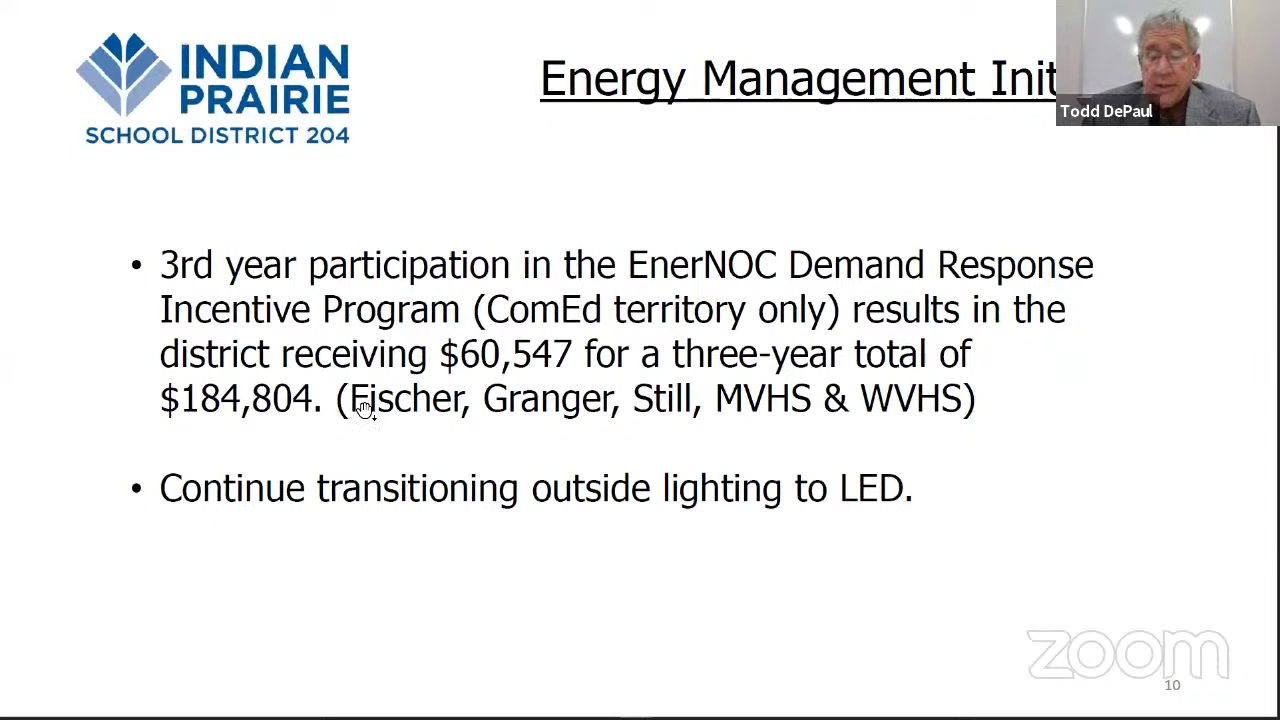 INDIAN
PRAIRIE
SCHOOL DISTRICT 204
Energy Management Init
Todd DePaul
• 3rd year participation in the EnerNOC Demand Response
Incentive Program (ComEd territory only) results in the
district receiving $60,547 for a three-year total of
$184,804. (Fischer, Granger, Still, MVHS & WVHS)
• Continue transitioning outside lighting to LED.
zoom
10